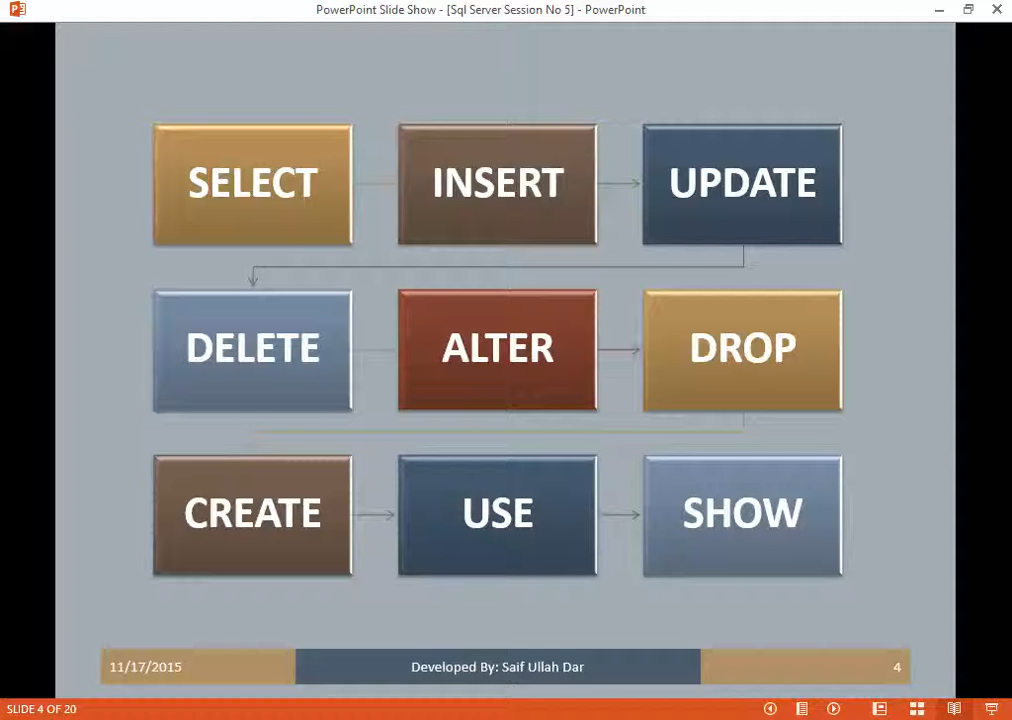 PowerPoint Slide Show - [Sql Server Session No 5] - PowerPoint
SELECT
INSERT
UPDATE
DELETE
ALTER
DROP
CREATE
USE
SHOW
11/17/2015
Developed By: Saif Ullah Dar
4
SLIDE 4 OF 20